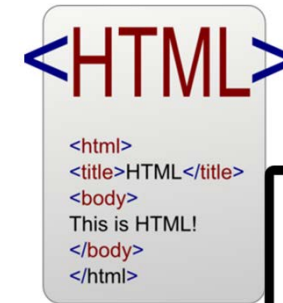 <HTML>
<html>
<title>HTML</title>
<body>
This is HTML!
</body>
</html>